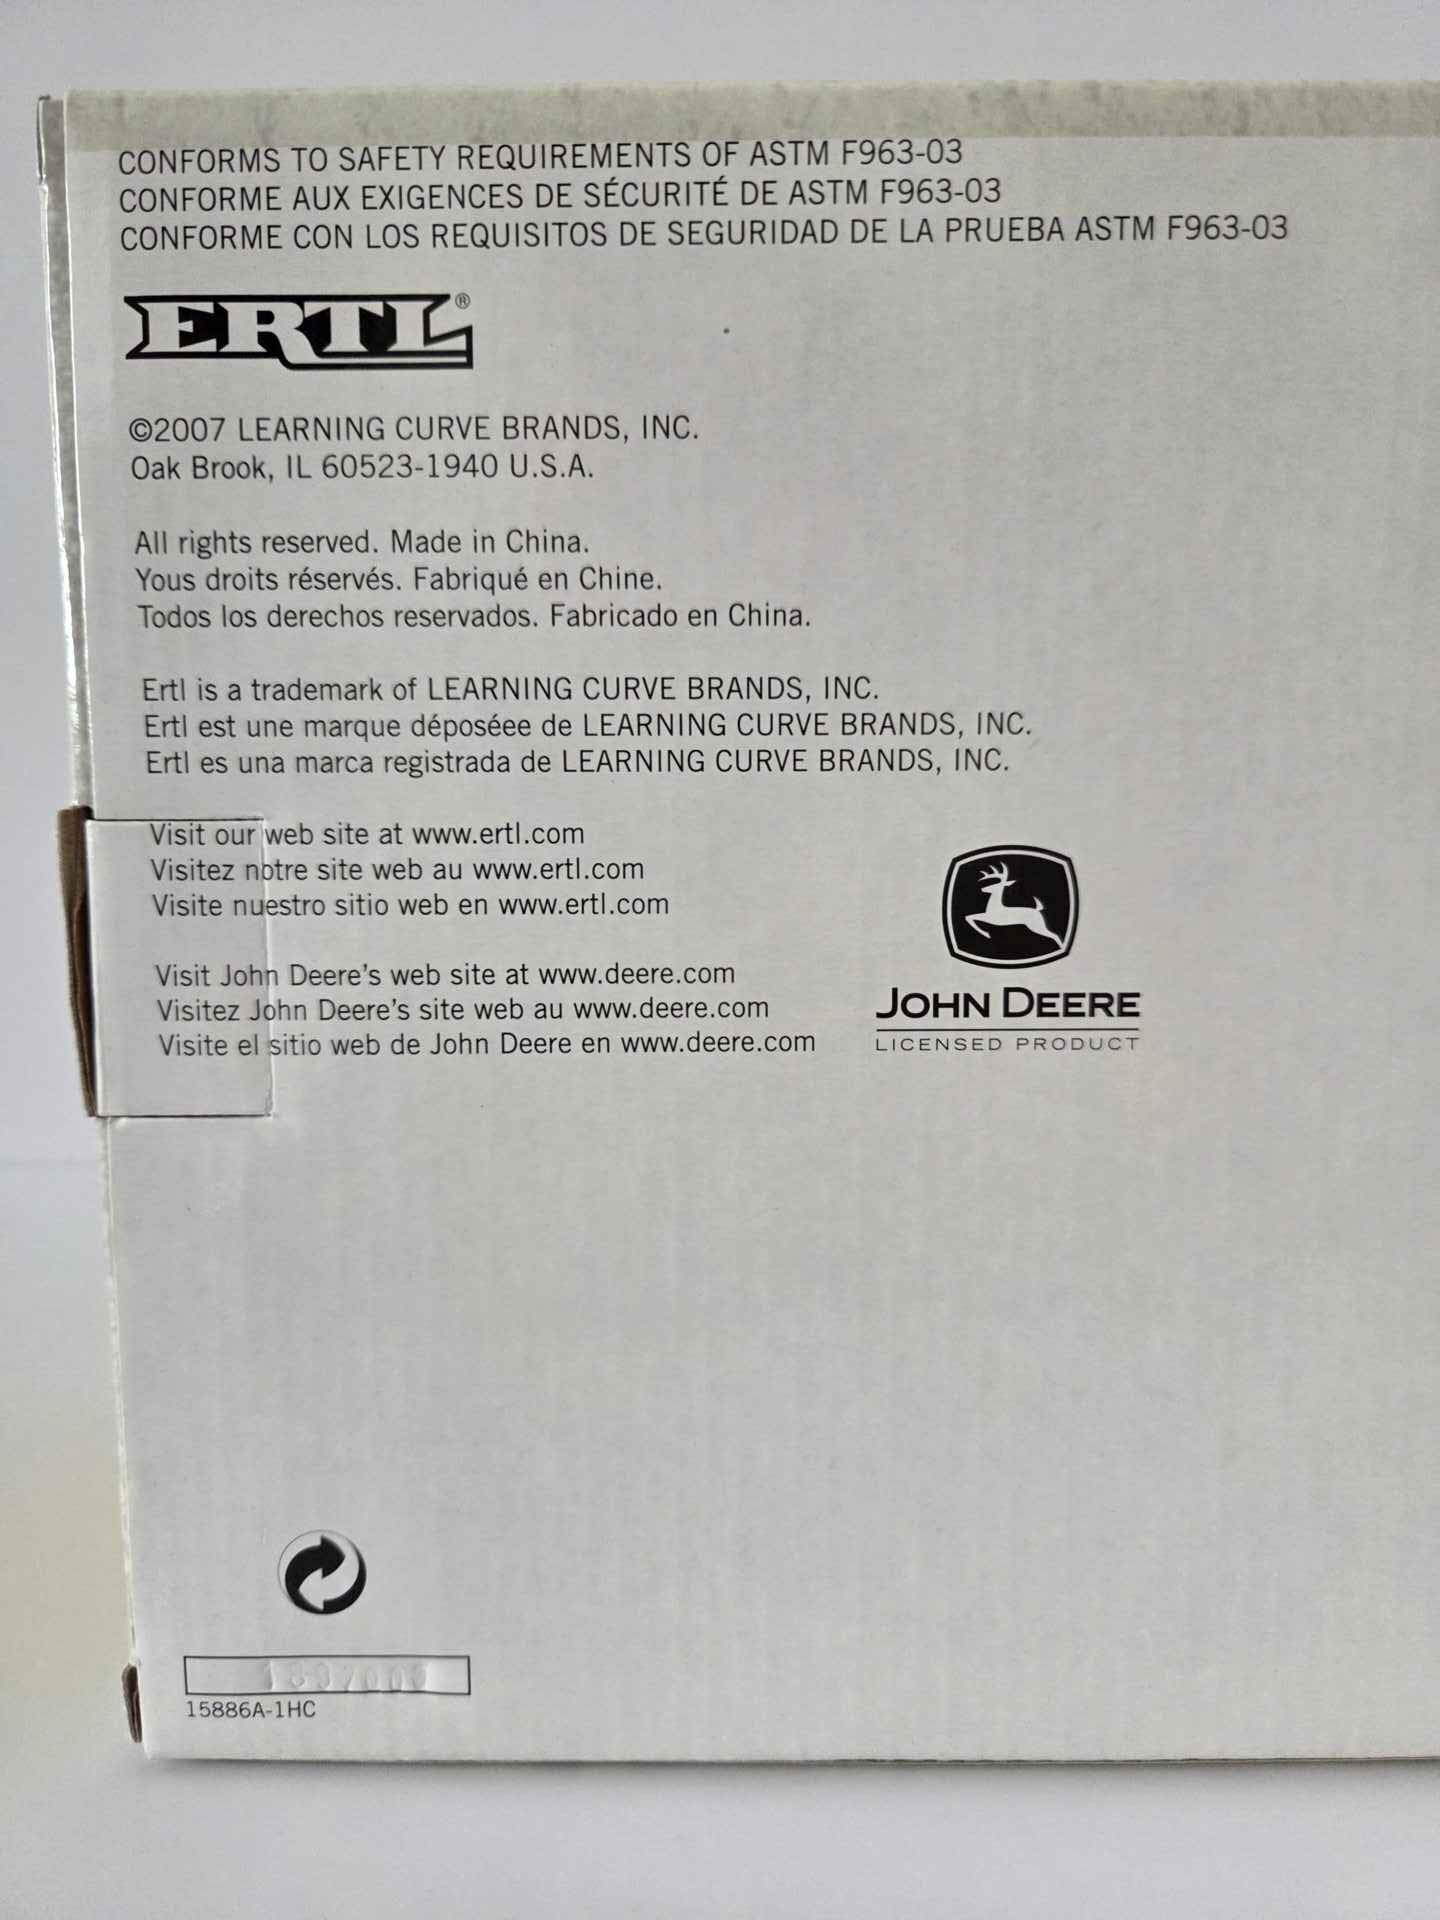 CONFORMS TO SAFETY REQUIREMENTS OF ASTM F963-03
CONFORME AUX EXIGENCES DE SÉCURITÉ DE ASTM F963-03
CONFORME CON LOS REQUISITOS DE SEGURIDAD DE LA PRUEBA ASTM F963-03
ERTL®
©2007 LEARNING CURVE BRANDS, INC.
Oak Brook, IL 60523-1940 U.S.A.
All rights reserved. Made in China.
Yous droits réservés. Fabriqué en Chine.
Todos los derechos reservados. Fabricado en China.
Ertl is a trademark of LEARNING CURVE BRANDS, INC.
Ertl est une marque déposéee de LEARNING CURVE BRANDS, INC.
Ertl es una marca registrada de LEARNING CURVE BRANDS, INC.
Visit our web site at www.ertl.com
Visitez notre site web au www.ertl.com
Visite nuestro sitio web en www.ertl.com
Visit John Deere's web site at www.deere.com
Visitez John Deere's site web au www.deere.com
Visite el sitio web de John Deere en www.deere.com
JOHN DEERE
LICENSED PRODUCT
15886A-1HC